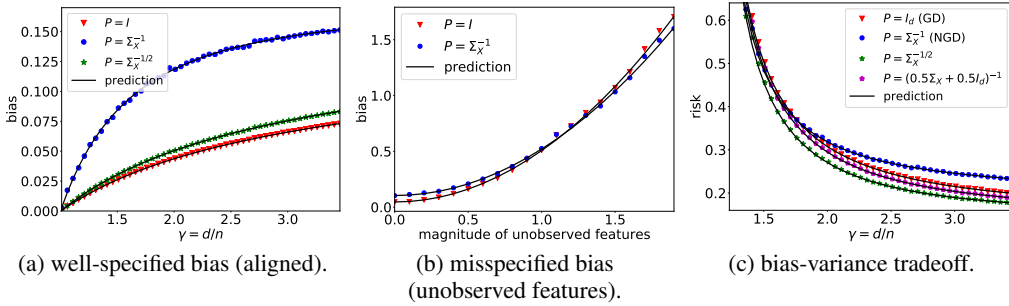 0.150
0.125
0.100
0.075
0.050
0.025
0.000
bias
P = I
P = Σ_X^{-1}
P = Σ_X^{-1/2}
prediction
1.5 2.0 2.5 3.0
γ = d/n
(a) well-specified bias (aligned).
1.5
1.0
0.5
0.0
bias
P = I
P = Σ_X^{-1}
prediction
0.0 0.5 1.0 1.5
magnitude of unobserved features
(b) misspecified bias
(unobserved features).
0.6
0.5
0.4
0.3
0.2
risk
P = I_d (GD)
P = Σ_X^{-1} (NGD)
P = Σ_X^{-1/2}
P = (0.5Σ_X + 0.5I_d)^{-1}
prediction
1.5 2.0 2.5 3.0
γ = d/n
(c) bias-variance tradeoff.